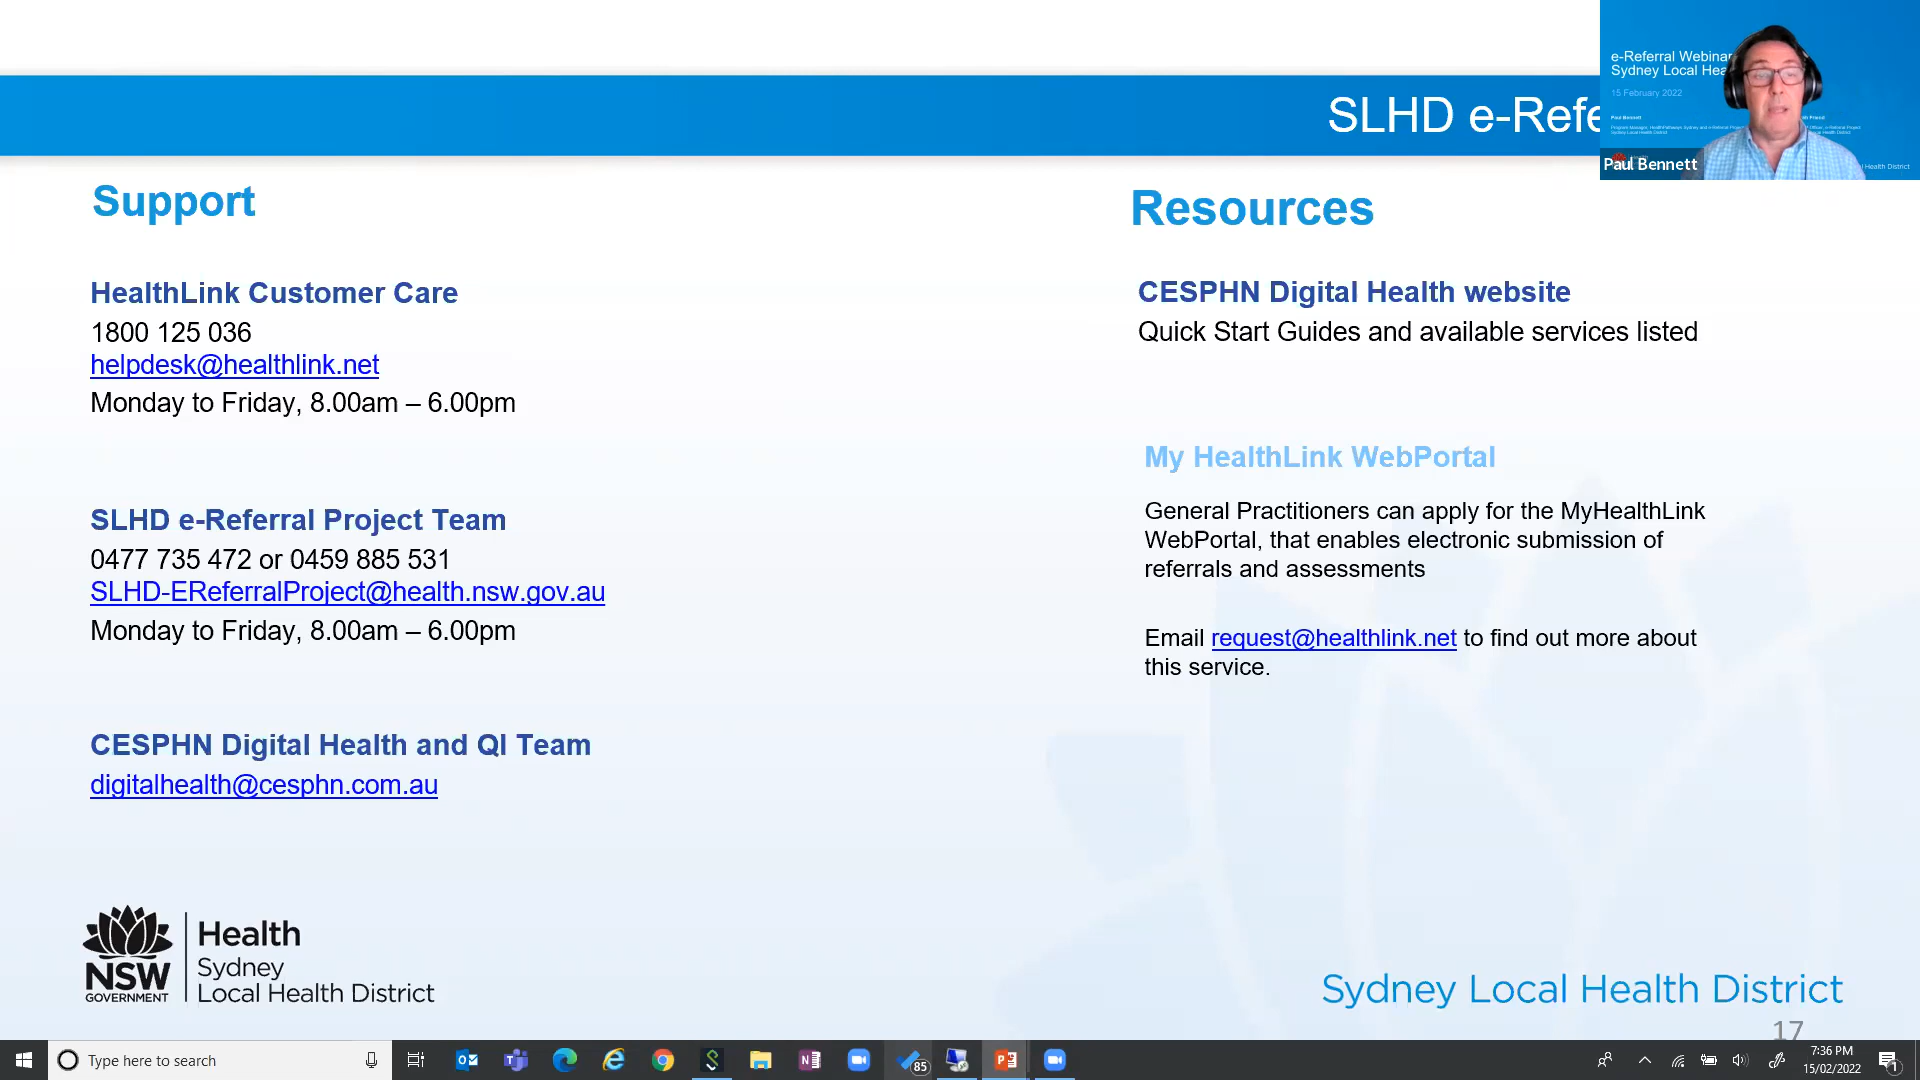 SLHD e-Refe
e-Referral Webinar
Sydney Local Hea
15 February 2022
Paul Bennett
Paul Bennett
Support
HealthLink Customer Care
1800 125 036
helpdesk@healthlink.net
Monday to Friday, 8.00am – 6.00pm
SLHD e-Referral Project Team
0477 735 472 or 0459 885 531
SLHD-EReferralProject@health.nsw.gov.au
Monday to Friday, 8.00am – 6.00pm
CESPHN Digital Health and QI Team
digitalhealth@cesphn.com.au
Resources
CESPHN Digital Health website
Quick Start Guides and available services listed
My HealthLink WebPortal
General Practitioners can apply for the MyHealthLink
WebPortal, that enables electronic submission of
referrals and assessments
Email request@healthlink.net to find out more about
this service.
NSW
GOVERNMENT
Health
Sydney
Local Health District
Sydney Local Health District
17
Type here to search
85
7:36 PM
15/02/2022
1